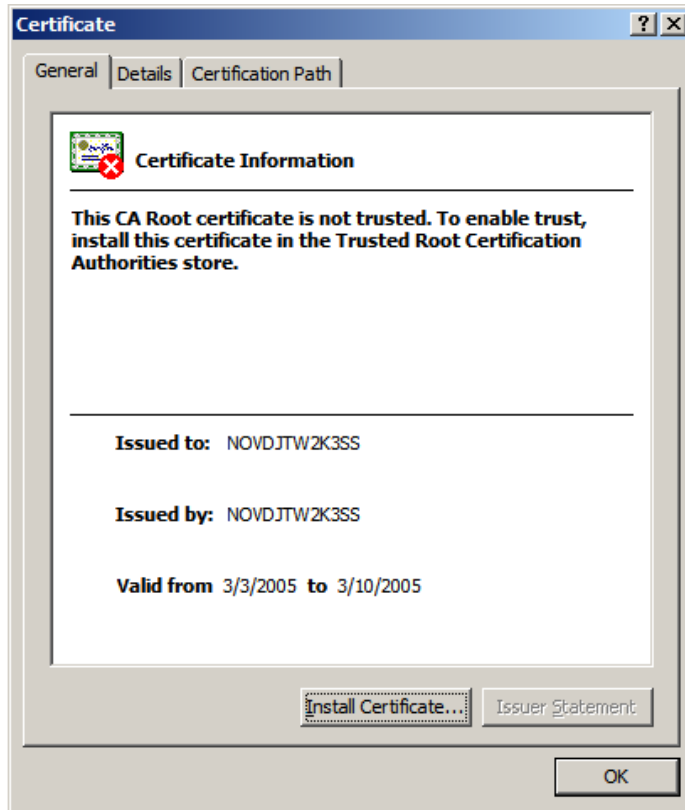 Certificate
General Details Certification Path
Certificate Information
This CA Root certificate is not trusted. To enable trust,
install this certificate in the Trusted Root Certification
Authorities store.
Issued to: NOVDJTW2K3SS
Issued by: NOVDJTW2K3SS
Valid from 3/3/2005 to 3/10/2005
Install Certificate... Issuer Statement
OK